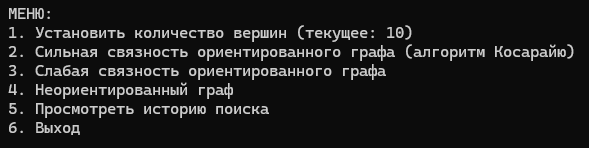 МЕНЮ:
1. Установить количество вершин (текущее: 10)
2. Сильная связность ориентированного графа (алгоритм Косарайю)
3. Слабая связность ориентированного графа
4. Неориентированный граф
5. Просмотреть историю поиска
6. Выход